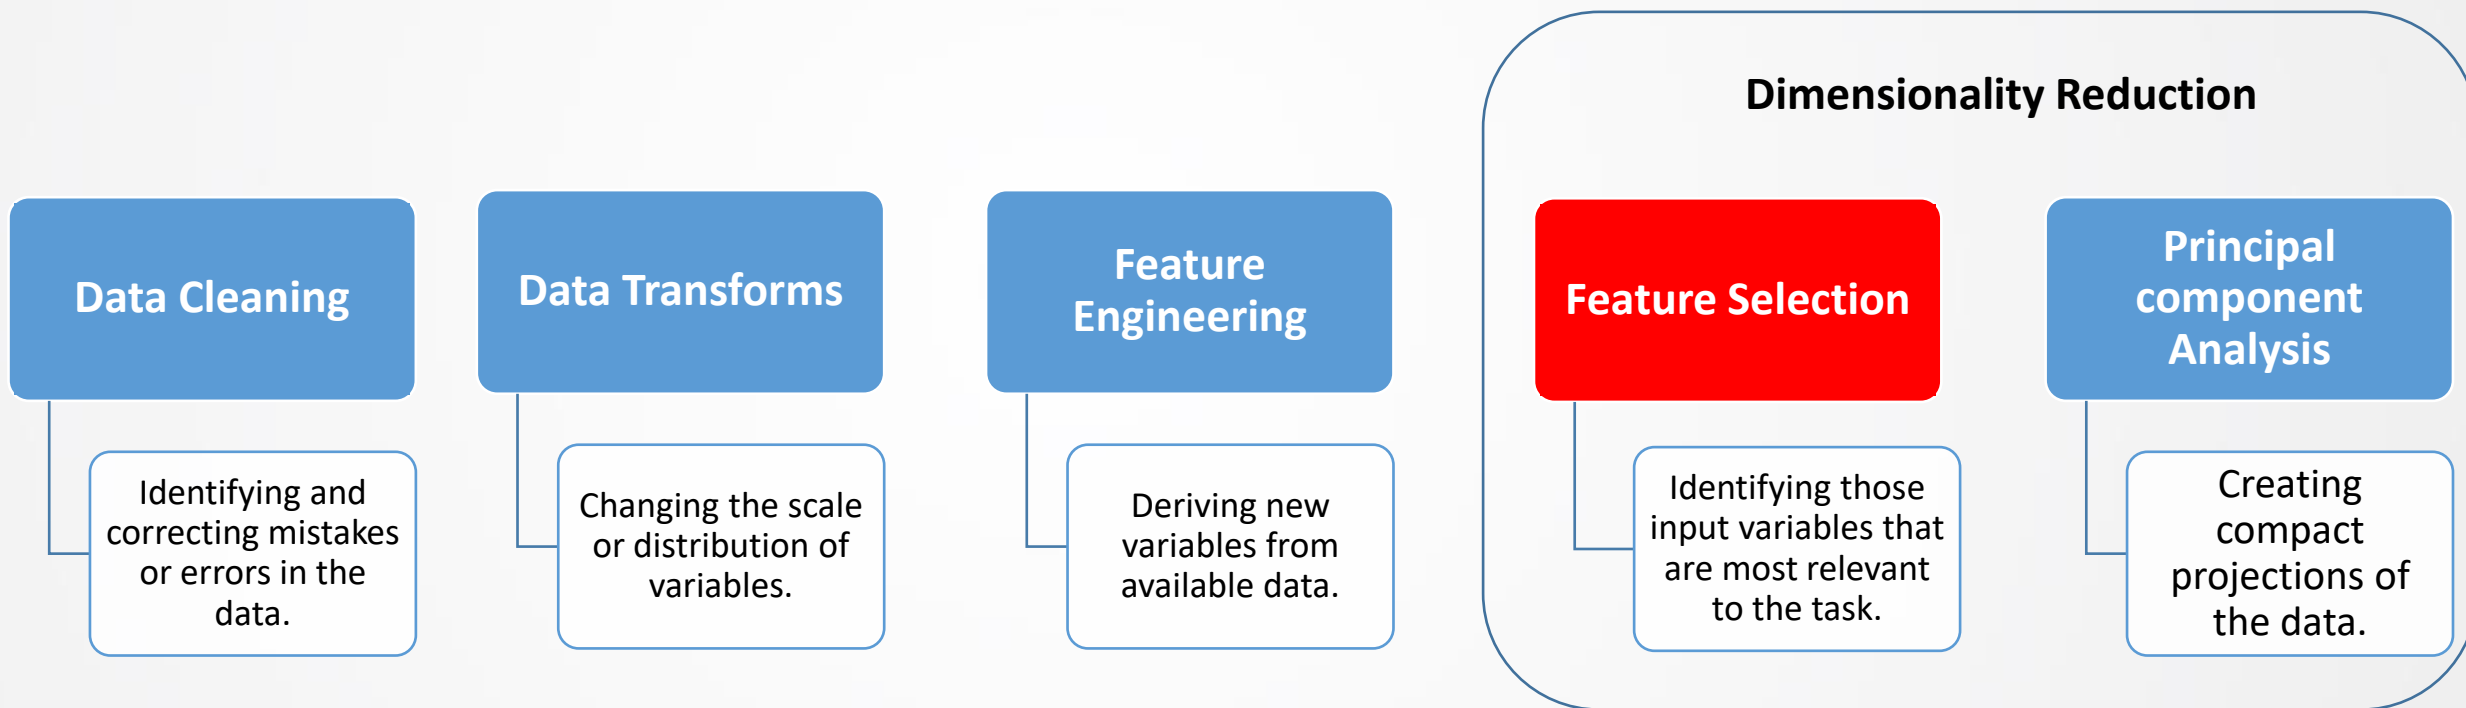 Dimensionality Reduction
Data Cleaning
Identifying and
correcting mistakes
or errors in the
data.
Data Transforms
Changing the scale
or distribution of
variables.
Feature
Engineering
Deriving new
variables from
available data.
Feature Selection
Identifying those
input variables that
are most relevant
to the task.
Principal
component
Analysis
Creating
compact
projections of
the data.